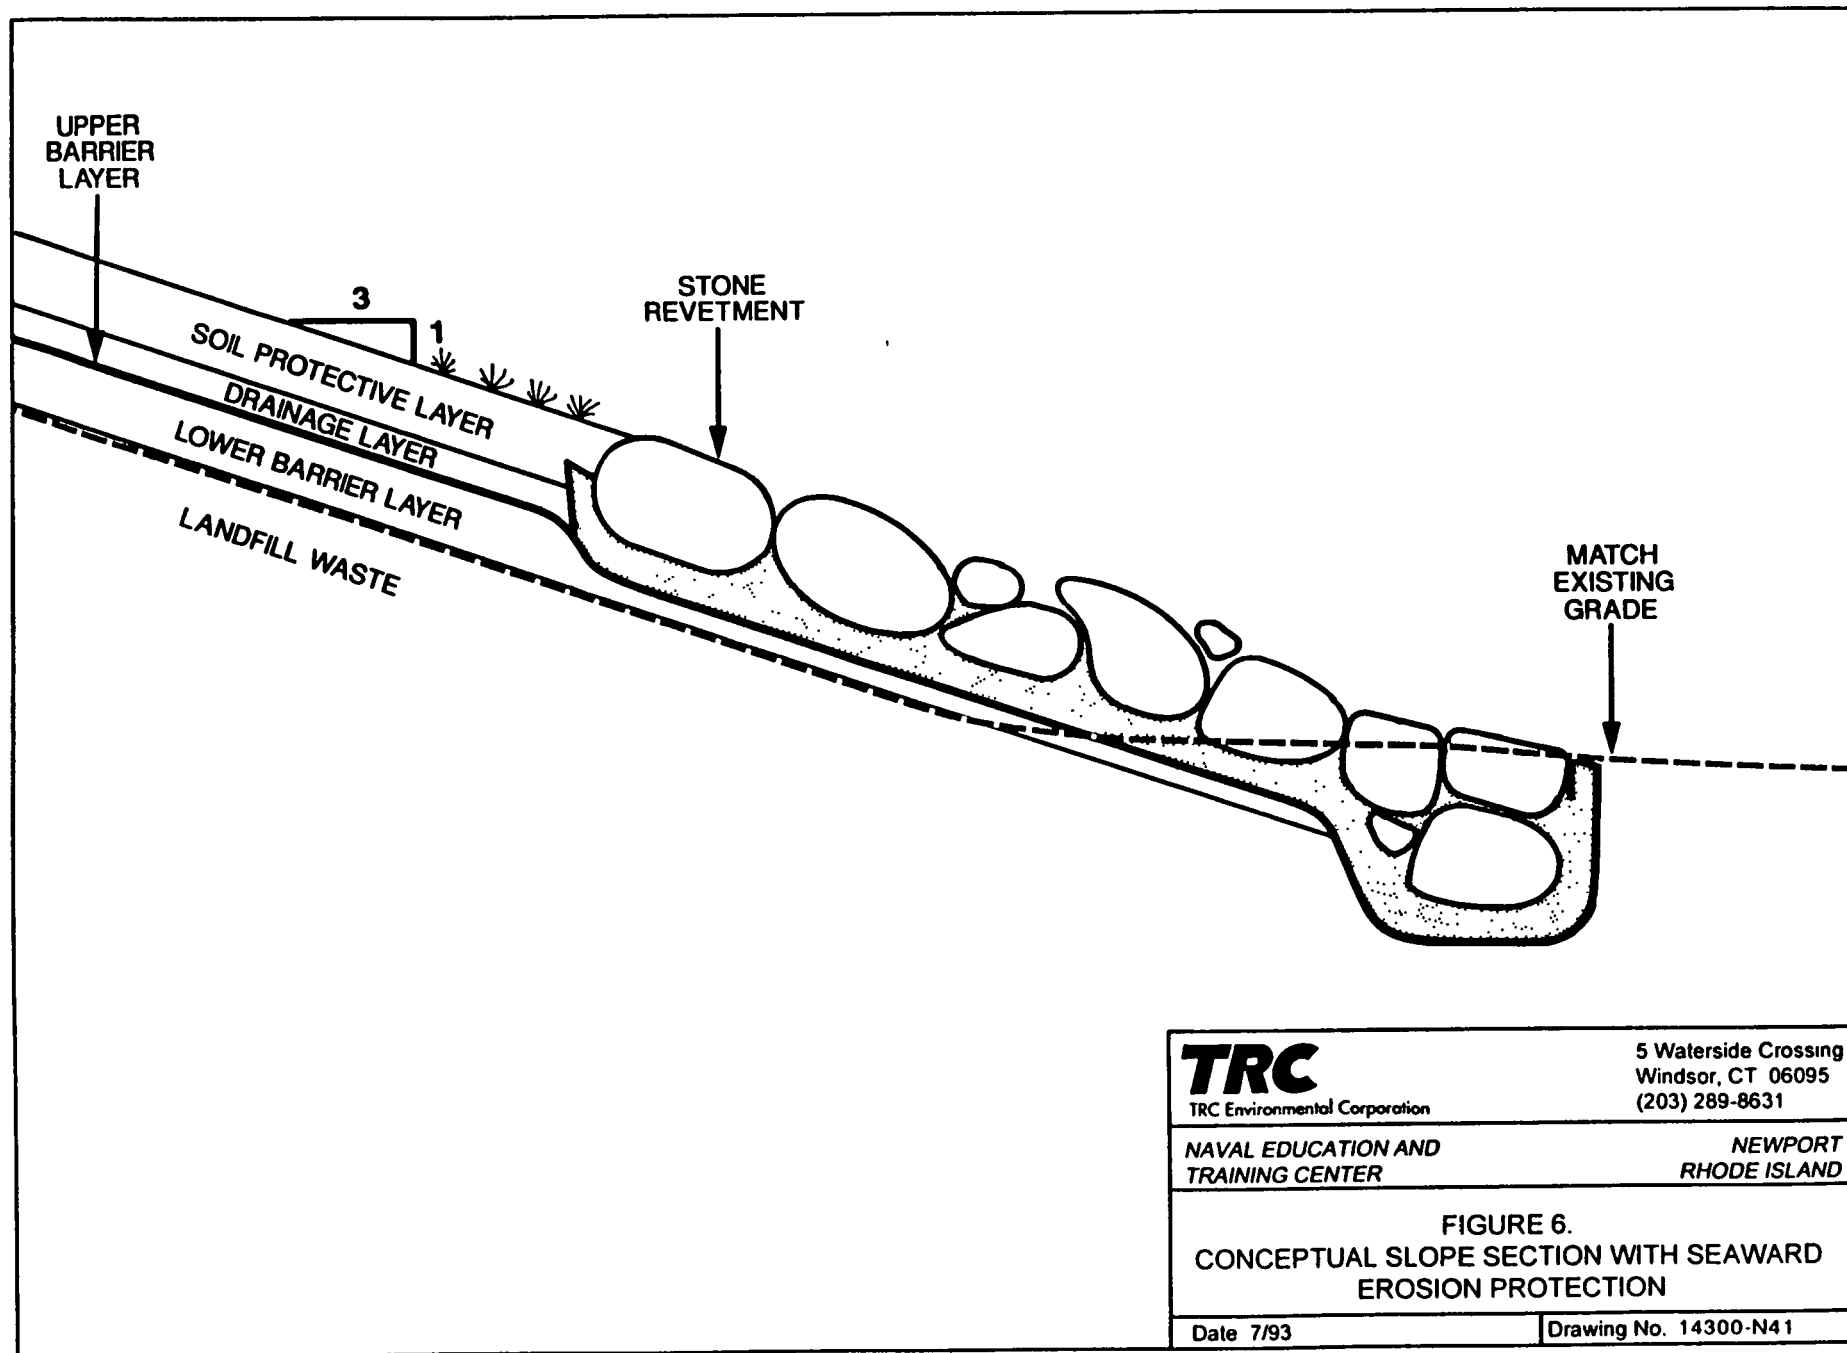 UPPER
BARRIER
LAYER
3
1
SOIL PROTECTIVE LAYER
DRAINAGE LAYER
LOWER BARRIER LAYER
LANDFILL WASTE
STONE
REVETMENT
MATCH
EXISTING
GRADE
TRC
TRC Environmental Corporation
5 Waterside Crossing
Windsor, CT 06095
(203) 289-8631
NAVAL EDUCATION AND
TRAINING CENTER
NEWPORT
RHODE ISLAND
FIGURE 6.
CONCEPTUAL SLOPE SECTION WITH SEAWARD
EROSION PROTECTION
Date 7/93
Drawing No. 14300-N41